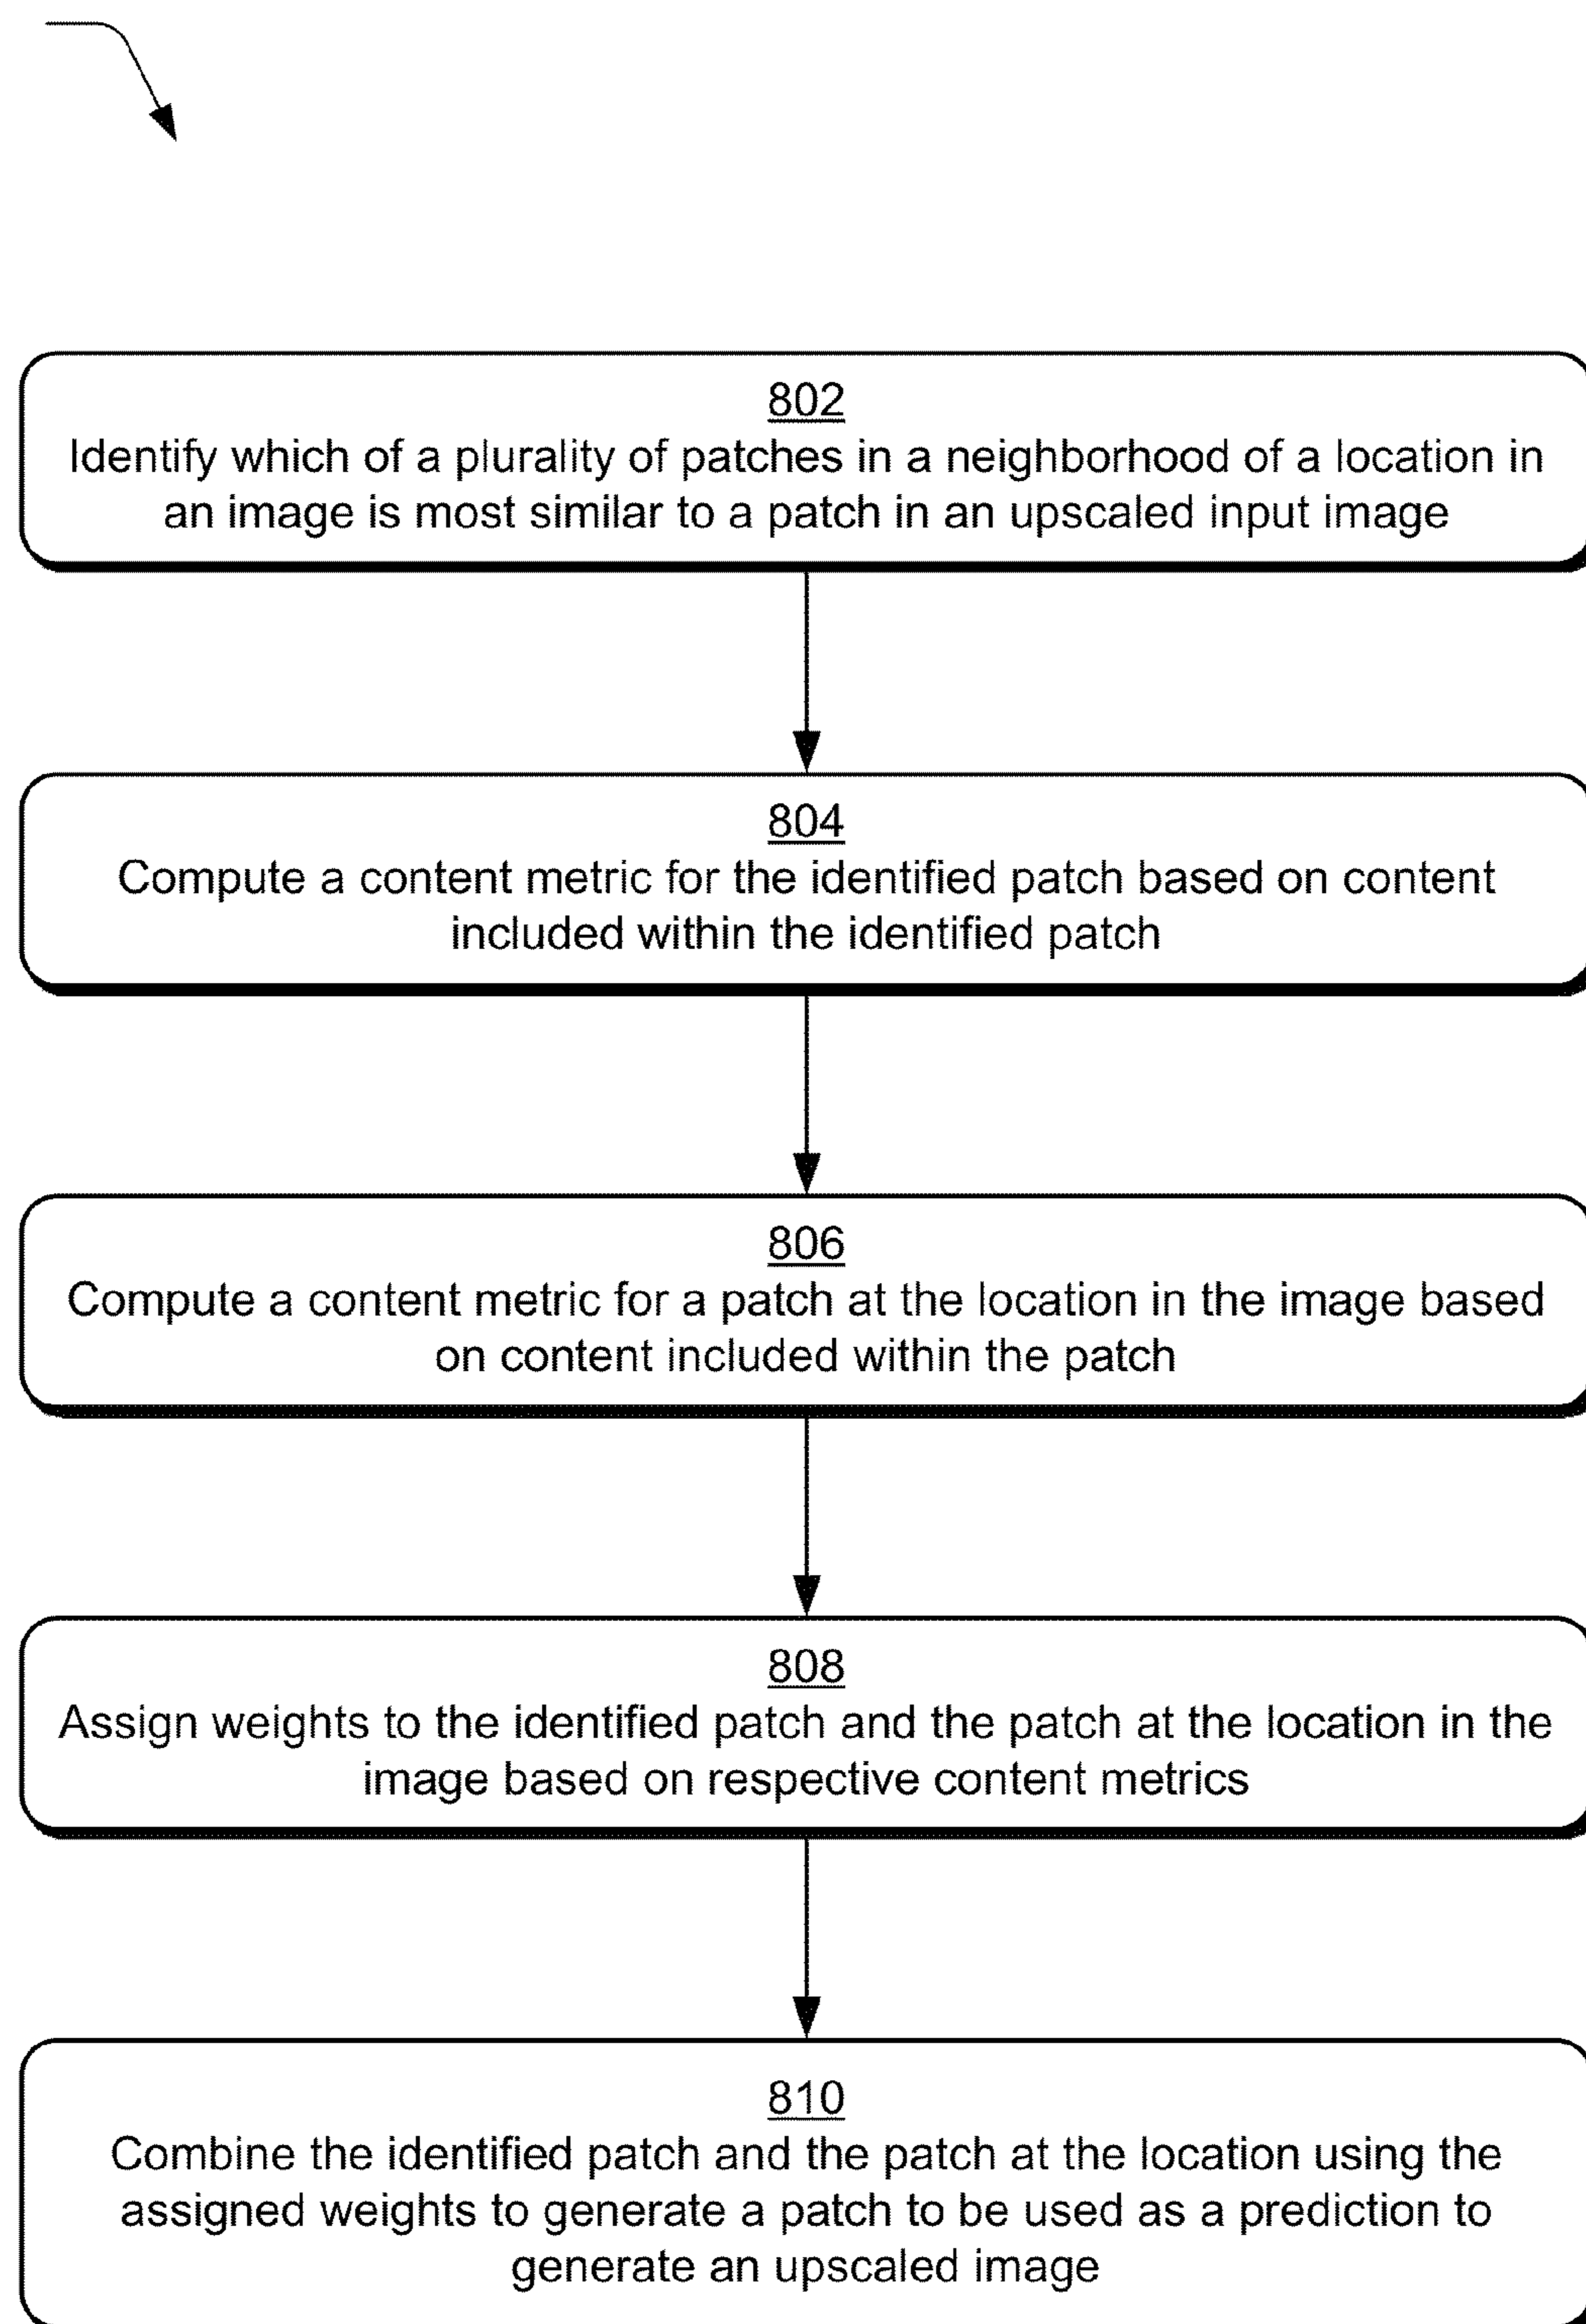 802
Identify which of a plurality of patches in a neighborhood of a location in
an image is most similar to a patch in an upscaled input image
804
Compute a content metric for the identified patch based on content
included within the identified patch
806
Compute a content metric for a patch at the location in the image based
on content included within the patch
808
Assign weights to the identified patch and the patch at the location in the
image based on respective content metrics
810
Combine the identified patch and the patch at the location using the
assigned weights to generate a patch to be used as a prediction to
generate an upscaled image